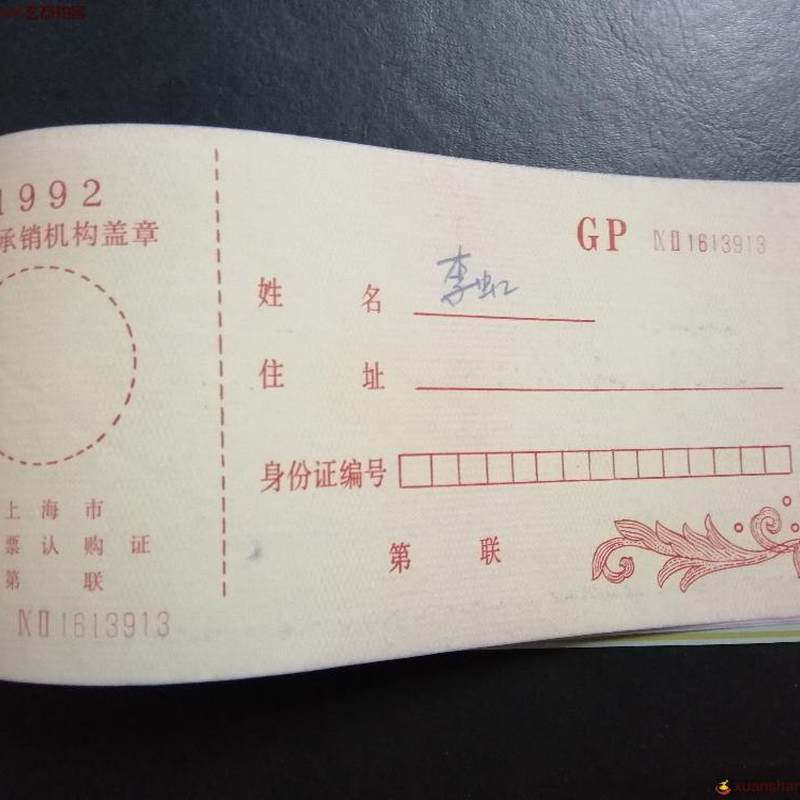 1992
承销机构盖章
上海市
票认购证
第 联
NO 1613913
GP NO 1613913
姓 名 李虹
住 址
身份证编号
第 联
xuanshar